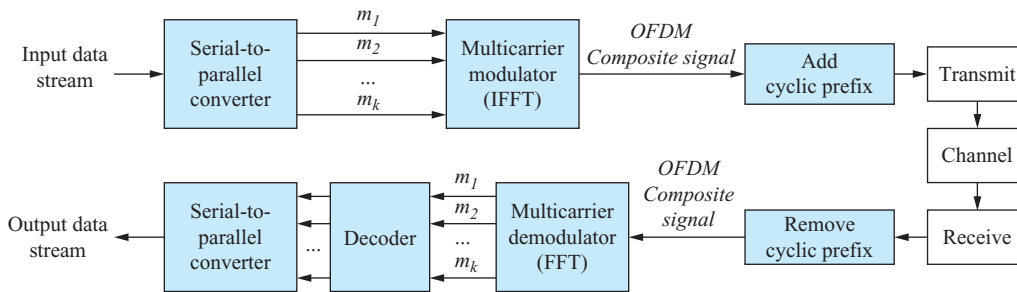 Input data
stream
Serial-to-
parallel
converter
m1
m2
...
mk
Multicarrier
modulator
(IFFT)
OFDM
Composite signal
Add
cyclic prefix
Transmit
Channel
Receive
Remove
cyclic prefix
OFDM
Composite
signal
Multicarrier
demodulator
(FFT)
m1
m2
...
mk
Decoder
...
Serial-to-
parallel
converter
Output data
stream